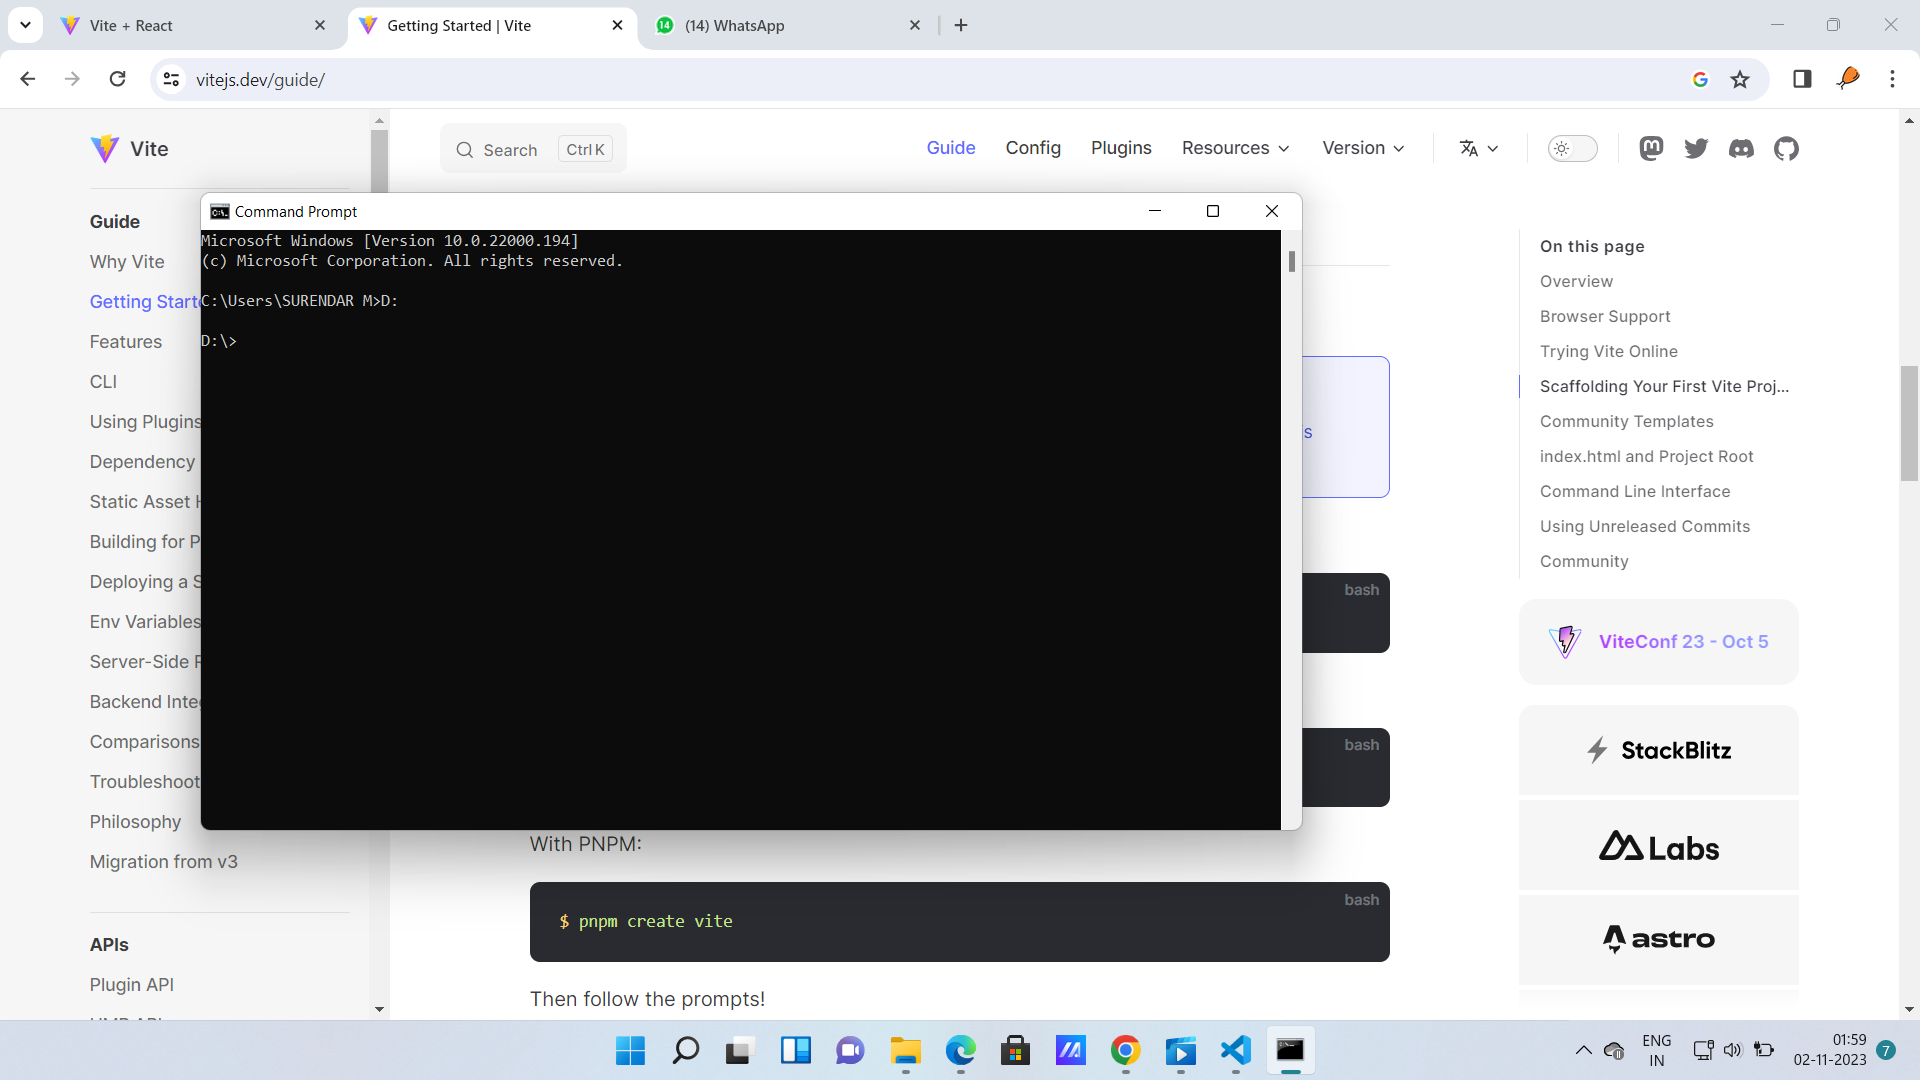 Vite + React
Getting Started | Vite
14
(14) WhatsApp
vitejs.dev/guide/
G
Vite
Search
Ctrl K
Guide
Config
Plugins
Resources
Version
Guide
Why Vite
Getting Starte
Features
CLI
Using Plugins
Dependency
Static Asset H
Building for P
Deploying a S
Env Variables
Server-Side R
Backend Integ
Comparisons
Troubleshoot
Philosophy
Migration from v3
APIs
Plugin API
Command Prompt
Microsoft Windows [Version 10.0.22000.194]
(c) Microsoft Corporation. All rights reserved.
C:\Users\SURENDAR M>D:
D:\>
s
bash
bash
With PNPM:
bash
$ pnpm create vite
Then follow the prompts!
On this page
Overview
Browser Support
Trying Vite Online
Scaffolding Your First Vite Proj...
Community Templates
index.html and Project Root
Command Line Interface
Using Unreleased Commits
Community
ViteConf 23 - Oct 5
StackBlitz
Labs
astro
ENG
IN
01:59
02-11-2023
7